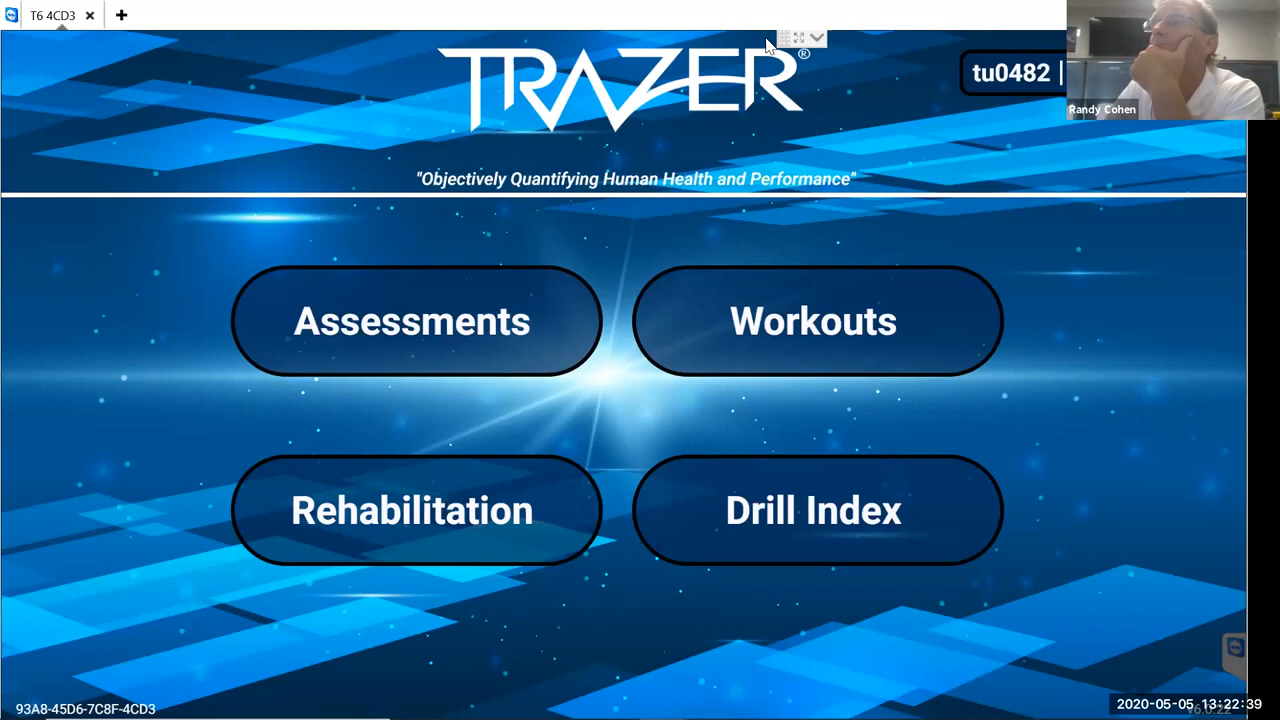 T6 4CD3
TRAZER®
tu0482 |
Randy Cohen
"Objectively Quantifying Human Health and Performance"
Assessments
Workouts
Rehabilitation
Drill Index
93A8-45D6-7C8F-4CD3
2020-05-05 13:22:39